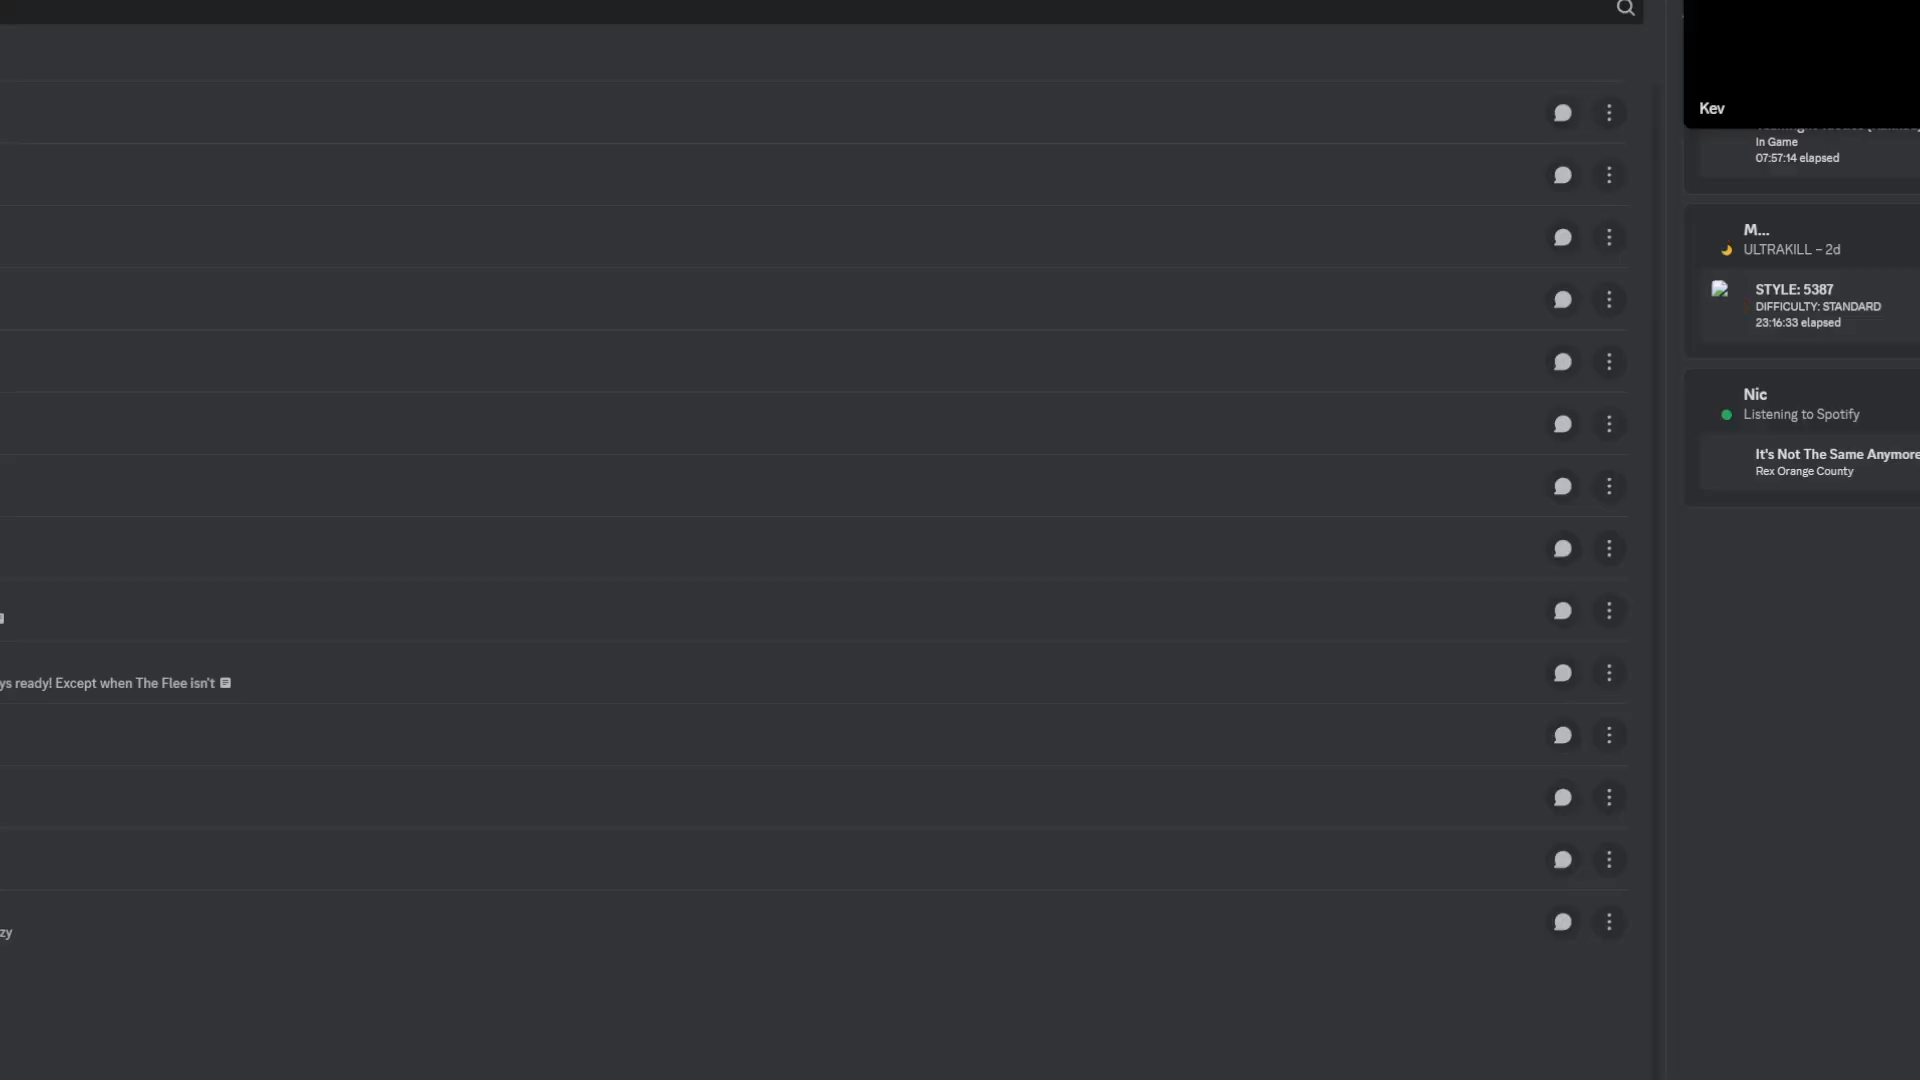 Kev
In Game
07:57:14 elapsed
M...
ULTRAKILL – 2d
STYLE: 5387
DIFFICULTY: STANDARD
23:16:33 elapsed
Nic
Listening to Spotify
It's Not The Same Anymore
Rex Orange County
ys ready! Except when The Flee isn't
zy